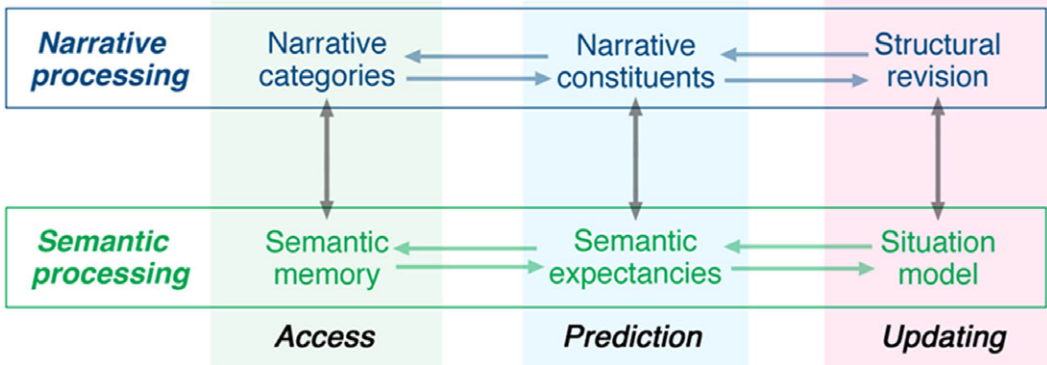 Narrative
processing
Narrative
categories
Narrative
constituents
Structural
revision
Semantic
processing
Semantic
memory
Semantic
expectancies
Situation
model
Access
Prediction
Updating